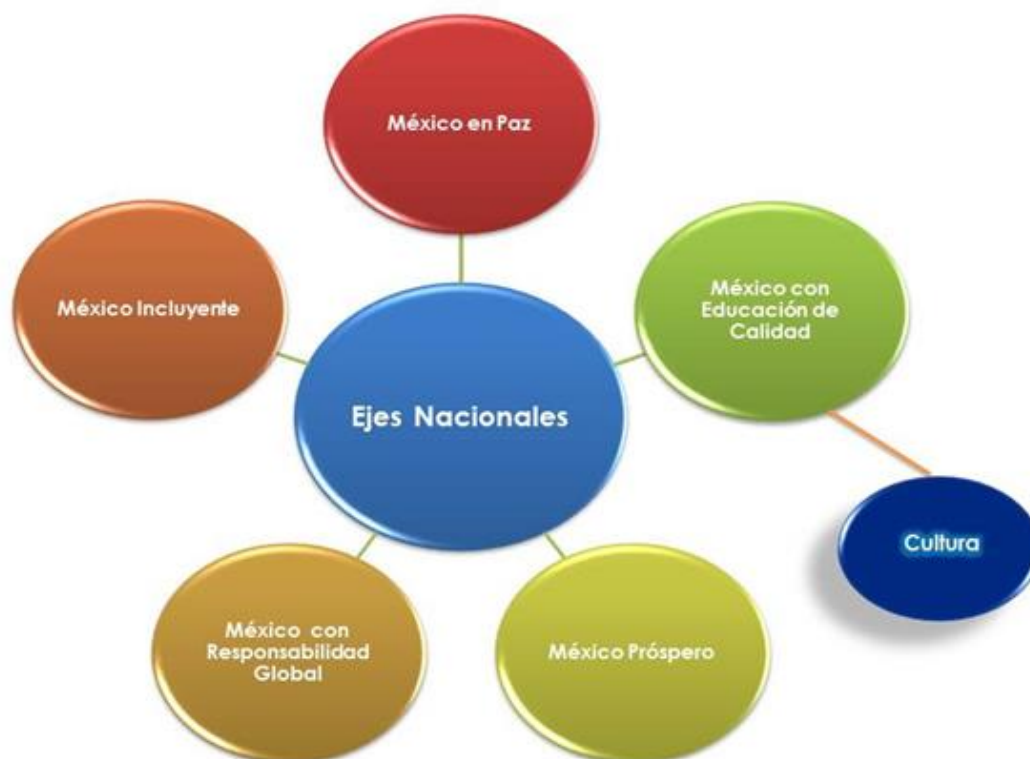 México en Paz
México Incluyente
México con
Educación de
Calidad
Ejes Nacionales
Cultura
México con
Responsabilidad
Global
México Próspero